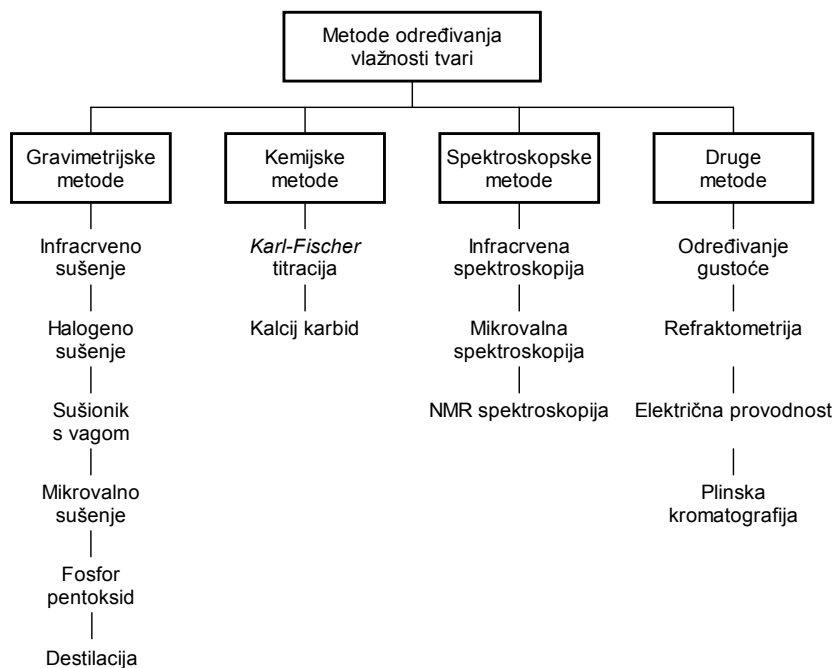 Metode određivanja
vlažnosti tvari
Gravimetrijske
metode
Kemijske
metode
Spektroskopske
metode
Druge
metode
Infracrveno
sušenje
Halogeno
sušenje
Sušionik
s vagom
Mikrovalno
sušenje
Fosfor
pentoksid
Destilacija
Karl-Fischer
titracija
Kalcij karbid
Infracrvena
spektroskopija
Mikrovalna
spektroskopija
NMR spektroskopija
Određivanje
gustoće
Refraktometrija
Električna provodnost
Plinska
kromatografija